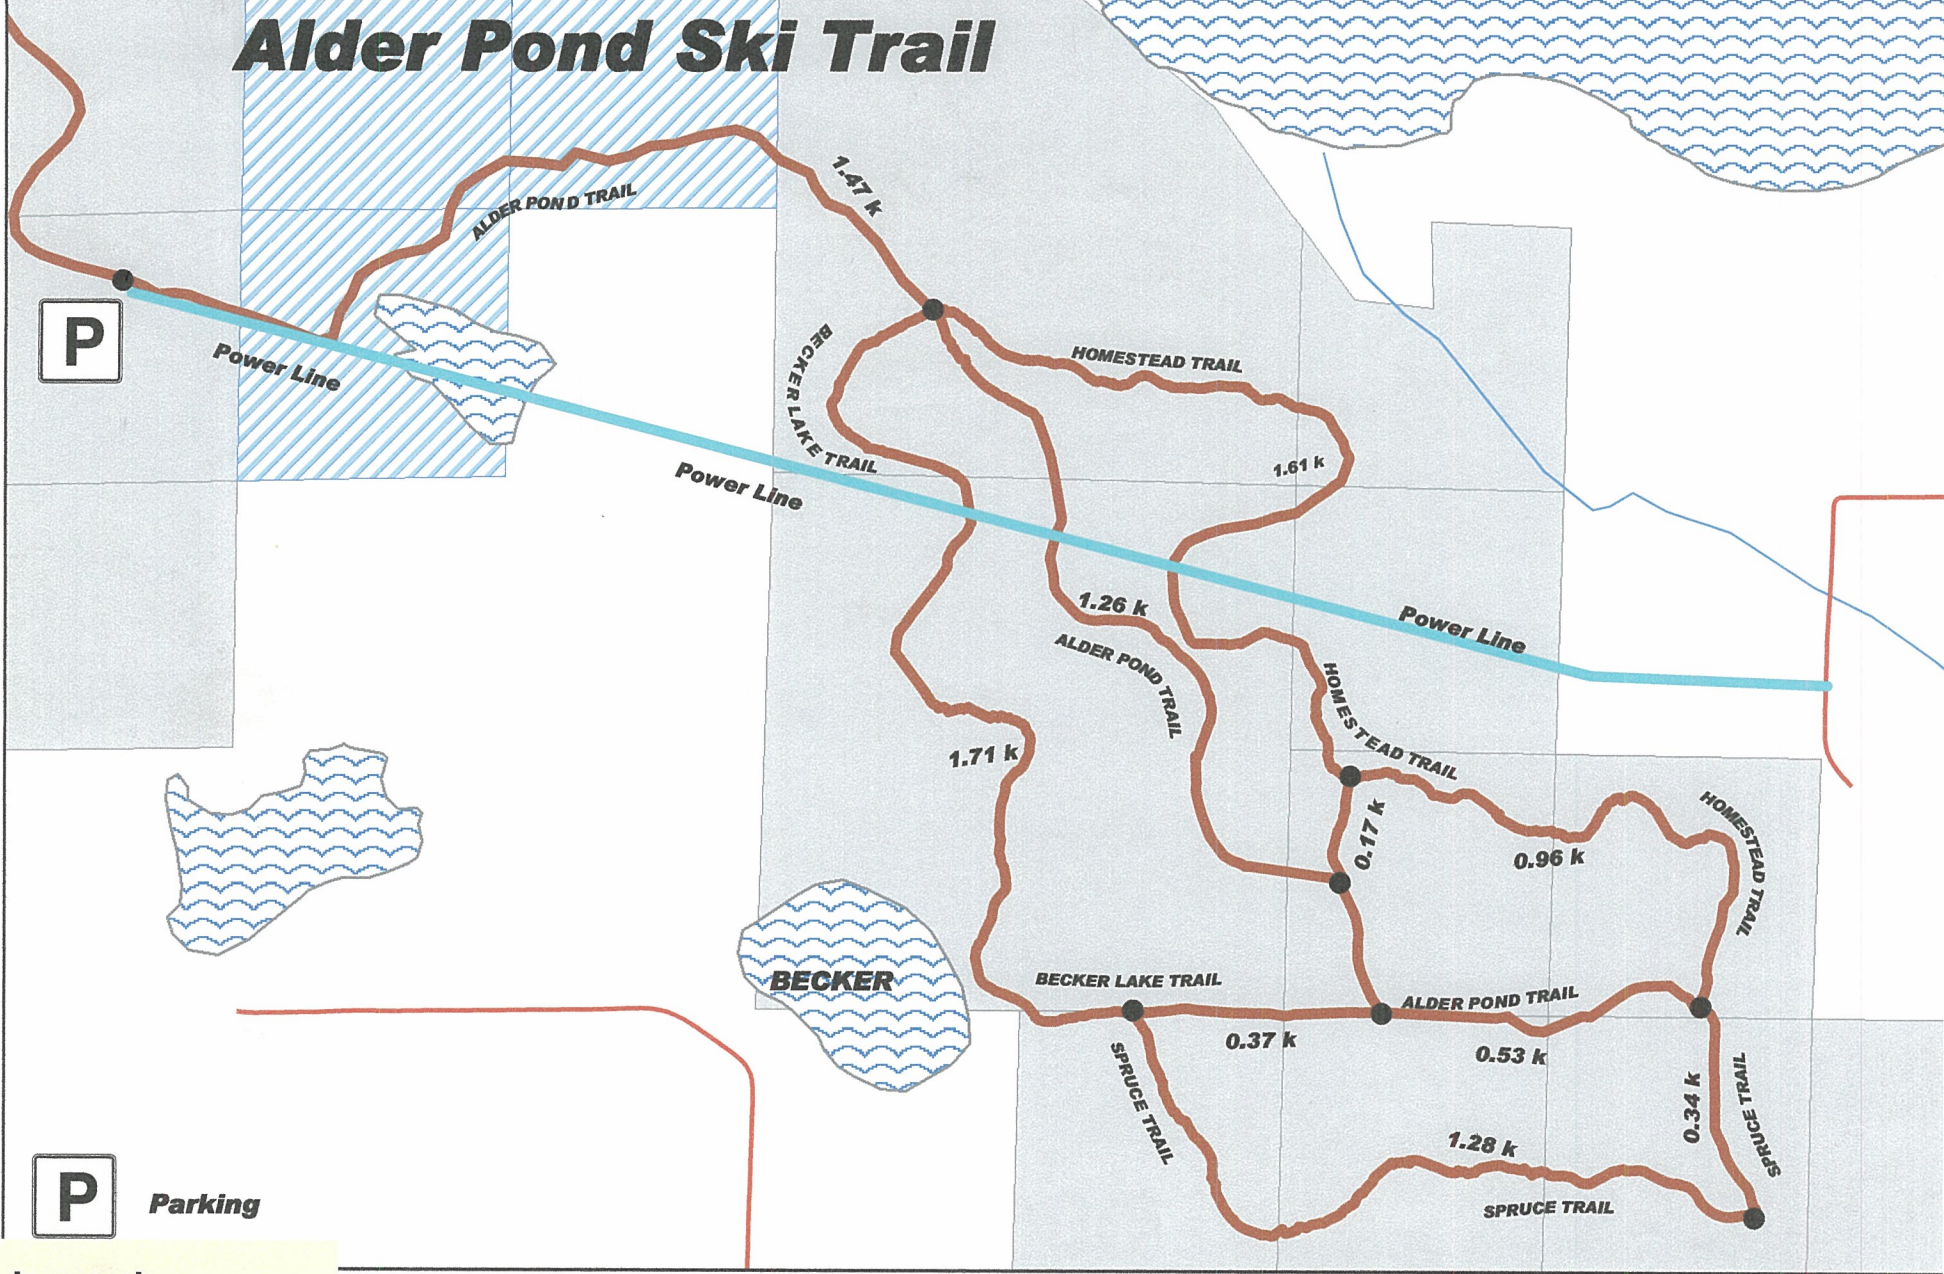 Alder Pond Ski Trail
ALDER POND TRAIL
1.47 k
P
Power Line
BECKER LAKE TRAIL
HOMESTEAD TRAIL
1.61 k
Power Line
1.26 k
ALDER POND TRAIL
Power Line
HOMESTEAD TRAIL
1.71 k
0.17 k
0.96 k
HOMESTEAD TRAIL
BECKER
BECKER LAKE TRAIL
ALDER POND TRAIL
0.37 k
0.53 k
SPRUCE TRAIL
0.34 k
SPRUCE TRAIL
1.28 k
SPRUCE TRAIL
P
Parking